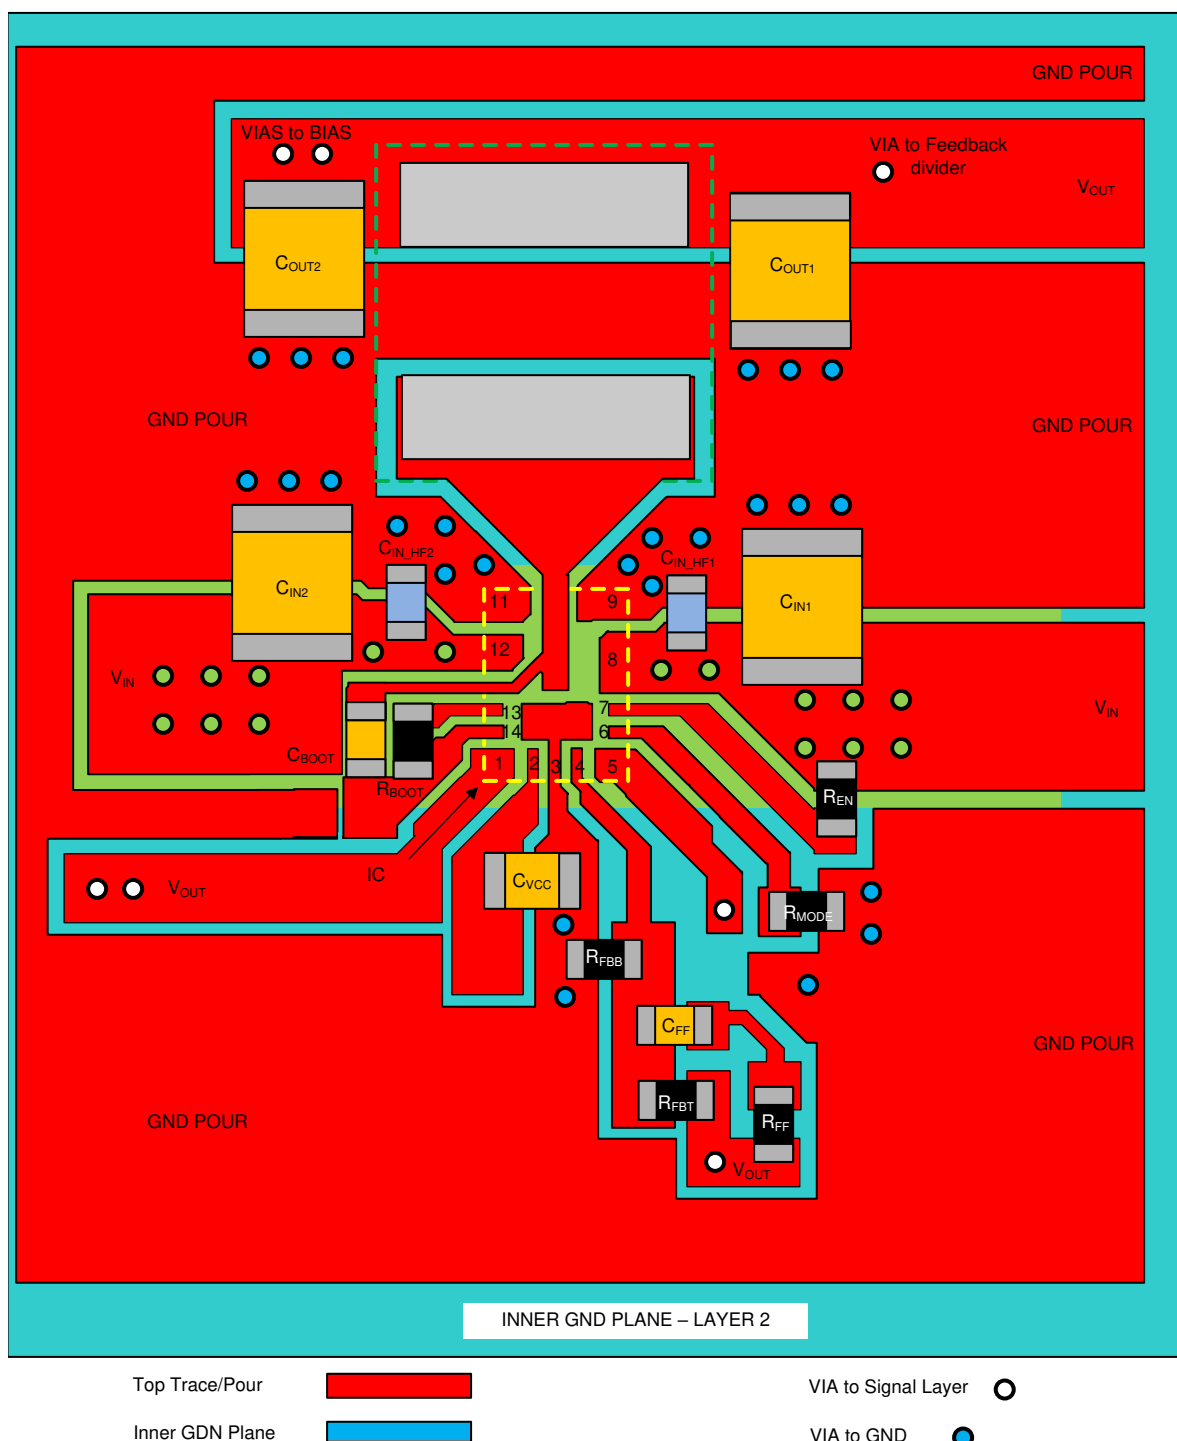 GND POUR
VIAS to BIAS
VIA to Feedback
divider
VOUT
COUT2
COUT1
GND POUR
GND POUR
CIN_HF2
CIN_HF1
CIN2
CIN1
11
9
12
8
VIN
VIN
13
7
14
6
CBOOT
RBOOT
1
2
3
4
5
REN
IC
CVCC
VOUT
RMODE
RFBB
CFF
GND POUR
RFBT
RFF
GND POUR
VOUT
INNER GND PLANE – LAYER 2
Top Trace/Pour
VIA to Signal Layer
Inner GDN Plane
VIA to GND